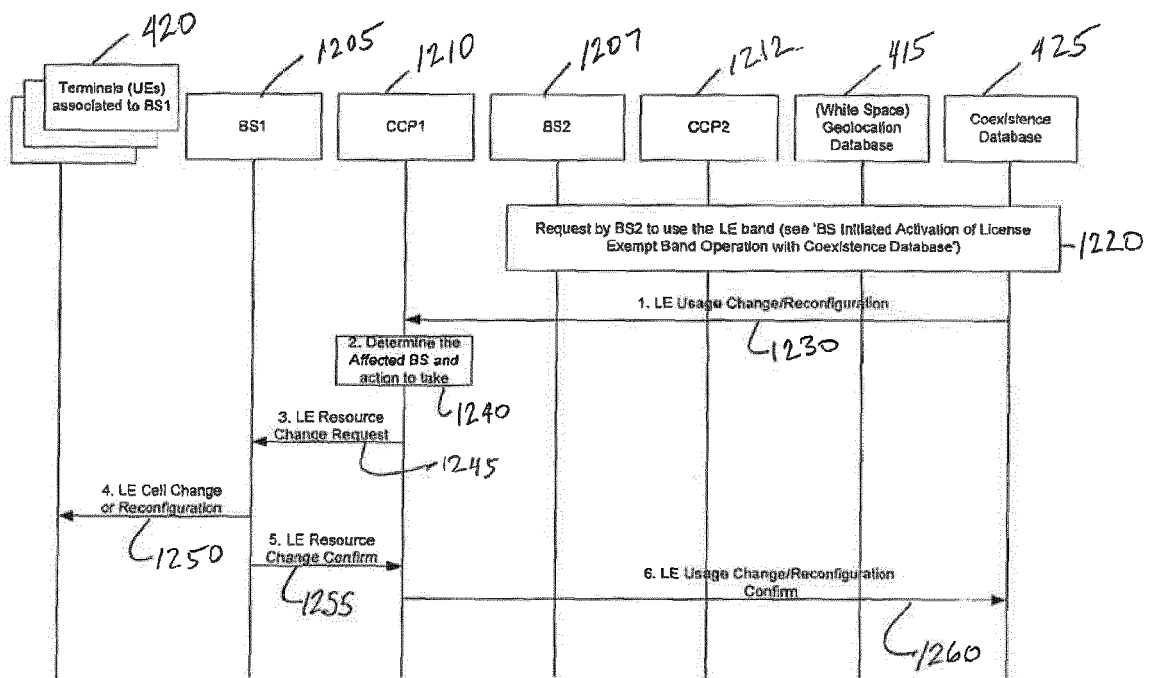 420
1205
1210
1207
1212
415
425
Terminals (UEs)
associated to BS1
BS1
CCP1
BS2
CCP2
(While Space)
Geolocation
Database
Coexistence
Database
Request by BS2 to use the LE band (see 'BS Initiated Activation of License
Exempt Band Operation with Coexistence Database')
1220
1. LE Usage Change/Reconfiguration
1230
2. Determine the
Affected BS and
action to take
1240
3. LE Resource
Change Request
1245
4. LE Cell Change
or Reconfiguration
1250
5. LE Resource
Change Confirm
1255
6. LE Usage Change/Reconfiguration
Confirm
1260